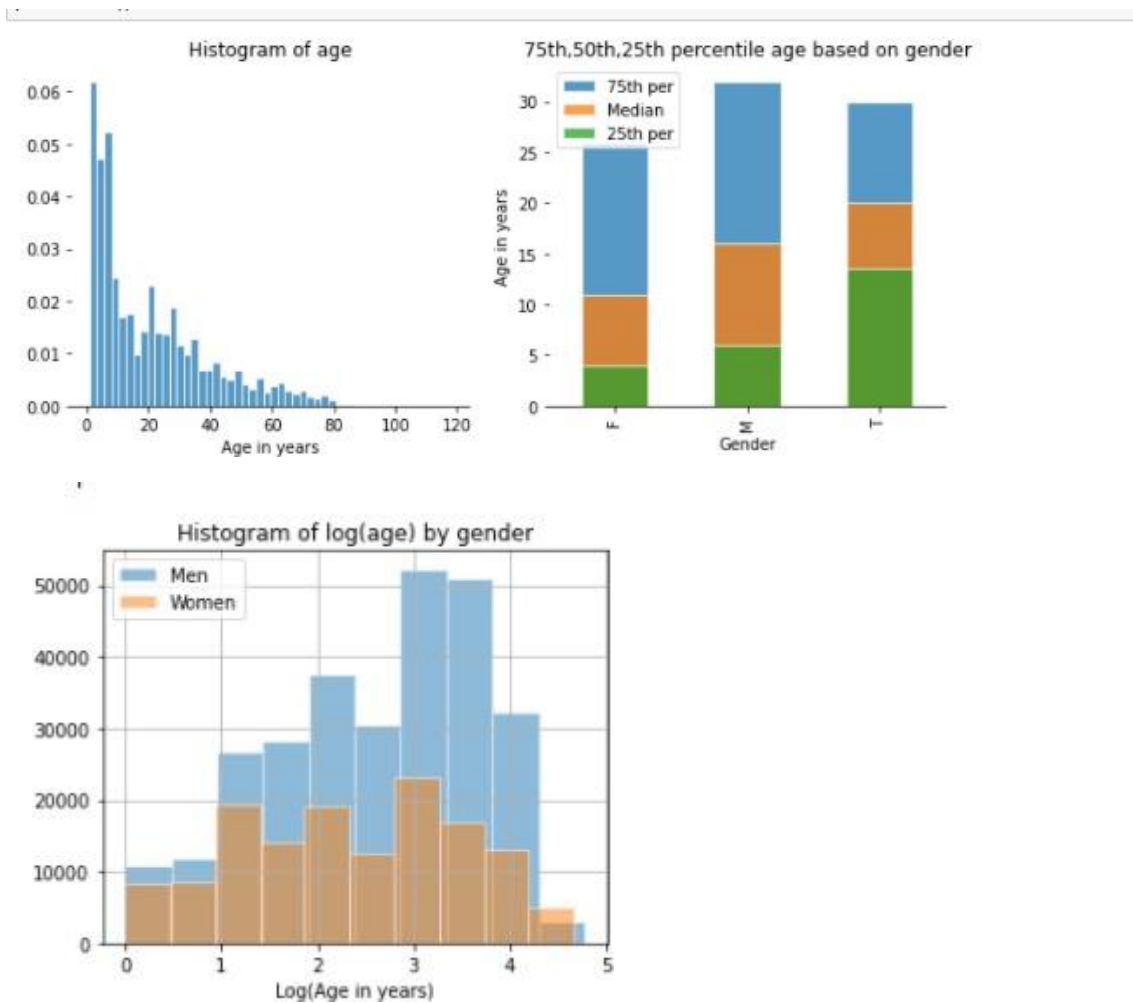 Histogram of age
0.06
0.05
0.04
0.03
0.02
0.01
0.00
0 20 40 60 80 100 120
Age in years
75th,50th,25th percentile age based on gender
75th per
Median
25th per
30
25
20
15
10
5
0
Age in years
F M T
Gender
Histogram of log(age) by gender
Men
Women
50000
40000
30000
20000
10000
0
0 1 2 3 4 5
Log(Age in years)